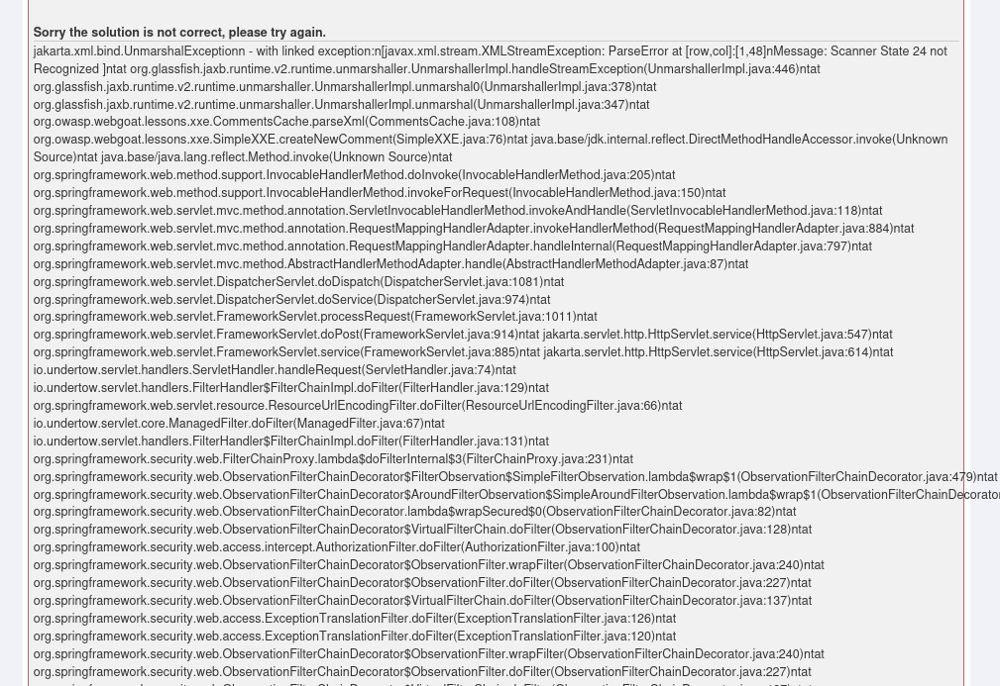 Sorry the solution is not correct, please try again.
jakarta.xml.bind.UnmarshalExceptionn - with linked exception:n[javax.xml.stream.XMLStreamException: ParseError at [row,col]:[1,48]nMessage: Scanner State 24 not
Recognized ]ntat org.glassfish.jaxb.runtime.v2.runtime.unmarshaller.UnmarshallerImpl.handleStreamException(UnmarshallerImpl.java:446)ntat
org.glassfish.jaxb.runtime.v2.runtime.unmarshaller.UnmarshallerImpl.unmarshal0(UnmarshallerImpl.java:378)ntat
org.glassfish.jaxb.runtime.v2.runtime.unmarshaller.UnmarshallerImpl.unmarshal(UnmarshallerImpl.java:347)ntat
org.owasp.webgoat.lessons.xxe.CommentsCache.parseXml(CommentsCache.java:108)ntat
org.owasp.webgoat.lessons.xxe.SimpleXXE.createNewComment(SimpleXXE.java:76)ntat java.base/jdk.internal.reflect.DirectMethodHandleAccessor.invoke(Unknown
Source)ntat java.base/java.lang.reflect.Method.invoke(Unknown Source)ntat
org.springframework.web.method.support.InvocableHandlerMethod.doInvoke(InvocableHandlerMethod.java:205)ntat
org.springframework.web.method.support.InvocableHandlerMethod.invokeForRequest(InvocableHandlerMethod.java:150)ntat
org.springframework.web.servlet.mvc.method.annotation.ServletInvocableHandlerMethod.invokeAndHandle(ServletInvocableHandlerMethod.java:118)ntat
org.springframework.web.servlet.mvc.method.annotation.RequestMappingHandlerAdapter.invokeHandlerMethod(RequestMappingHandlerAdapter.java:884)ntat
org.springframework.web.servlet.mvc.method.annotation.RequestMappingHandlerAdapter.handleInternal(RequestMappingHandlerAdapter.java:797)ntat
org.springframework.web.servlet.mvc.method.AbstractHandlerMethodAdapter.handle(AbstractHandlerMethodAdapter.java:87)ntat
org.springframework.web.servlet.DispatcherServlet.doDispatch(DispatcherServlet.java:1081)ntat
org.springframework.web.servlet.DispatcherServlet.doService(DispatcherServlet.java:974)ntat
org.springframework.web.servlet.FrameworkServlet.processRequest(FrameworkServlet.java:1011)ntat
org.springframework.web.servlet.FrameworkServlet.doPost(FrameworkServlet.java:914)ntat jakarta.servlet.http.HttpServlet.service(HttpServlet.java:547)ntat
org.springframework.web.servlet.FrameworkServlet.service(FrameworkServlet.java:885)ntat jakarta.servlet.http.HttpServlet.service(HttpServlet.java:614)ntat
io.undertow.servlet.handlers.ServletHandler.handleRequest(ServletHandler.java:74)ntat
io.undertow.servlet.handlers.FilterHandler$FilterChainImpl.doFilter(FilterHandler.java:129)ntat
org.springframework.web.servlet.resource.ResourceUrlEncodingFilter.doFilter(ResourceUrlEncodingFilter.java:66)ntat
io.undertow.servlet.core.ManagedFilter.doFilter(ManagedFilter.java:67)ntat
io.undertow.servlet.handlers.FilterHandler$FilterChainImpl.doFilter(FilterHandler.java:131)ntat
org.springframework.security.web.FilterChainProxy.lambda$doFilterInternal$3(FilterChainProxy.java:231)ntat
org.springframework.security.web.ObservationFilterChainDecorator$FilterObservation$SimpleFilterObservation.lambda$wrap$1(ObservationFilterChainDecorator.java:479)ntat
org.springframework.security.web.ObservationFilterChainDecorator$AroundFilterObservation$SimpleAroundFilterObservation.lambda$wrap$1(ObservationFilterChainDecorator
org.springframework.security.web.ObservationFilterChainDecorator.lambda$wrapSecured$0(ObservationFilterChainDecorator.java:82)ntat
org.springframework.security.web.ObservationFilterChainDecorator$VirtualFilterChain.doFilter(ObservationFilterChainDecorator.java:128)ntat
org.springframework.security.web.access.intercept.AuthorizationFilter.doFilter(AuthorizationFilter.java:100)ntat
org.springframework.security.web.ObservationFilterChainDecorator$ObservationFilter.wrapFilter(ObservationFilterChainDecorator.java:240)ntat
org.springframework.security.web.ObservationFilterChainDecorator$ObservationFilter.doFilter(ObservationFilterChainDecorator.java:227)ntat
org.springframework.security.web.ObservationFilterChainDecorator$VirtualFilterChain.doFilter(ObservationFilterChainDecorator.java:137)ntat
org.springframework.security.web.access.ExceptionTranslationFilter.doFilter(ExceptionTranslationFilter.java:126)ntat
org.springframework.security.web.access.ExceptionTranslationFilter.doFilter(ExceptionTranslationFilter.java:120)ntat
org.springframework.security.web.ObservationFilterChainDecorator$ObservationFilter.wrapFilter(ObservationFilterChainDecorator.java:240)ntat
org.springframework.security.web.ObservationFilterChainDecorator$ObservationFilter.doFilter(ObservationFilterChainDecorator.java:227)ntat